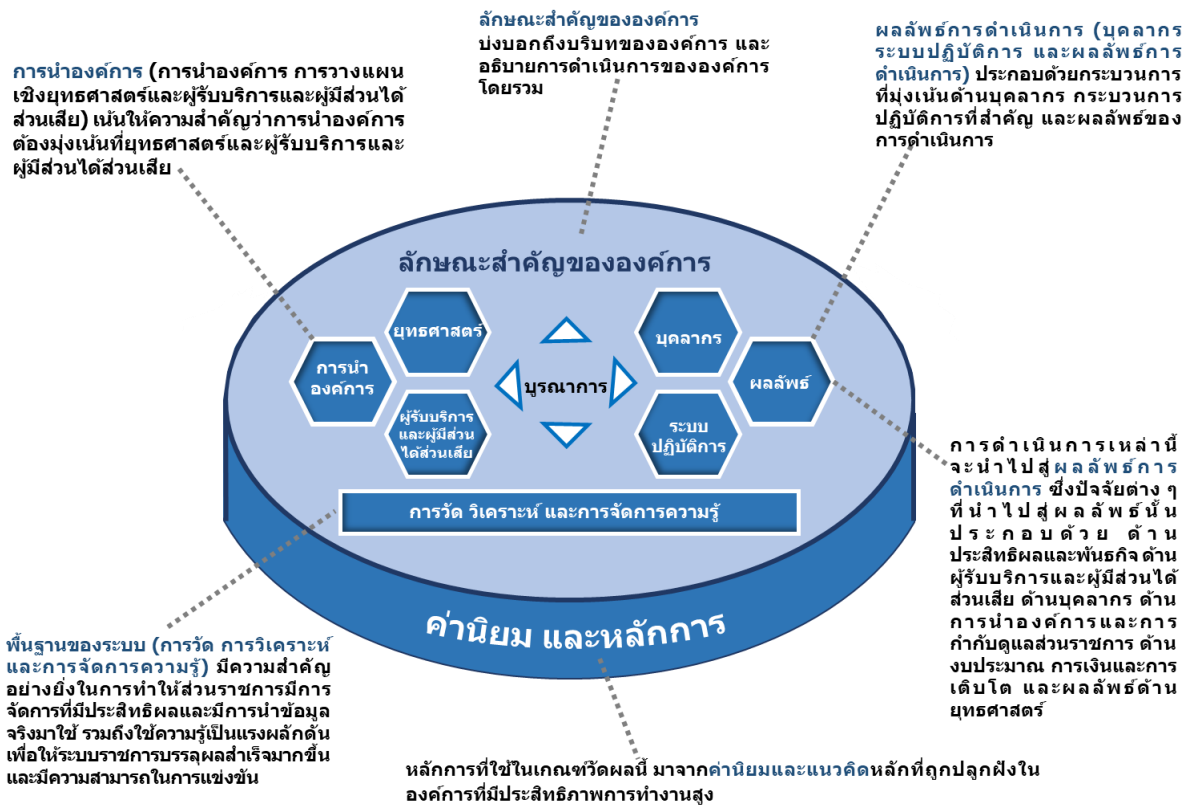 ลักษณะสำคัญขององค์การ
บ่งบอกถึงบริบทขององค์การ และ
อธิบายการดำเนินการขององค์การ
โดยรวม
ผลลัพธ์การดำเนินการ (บุคลากร
ระบบปฏิบัติการ และผลลัพธ์การ
ดำเนินการ) ประกอบด้วยกระบวนการ
ที่มุ่งเน้นด้านบุคลากร กระบวนการ
ปฏิบัติการที่สำคัญ และผลลัพธ์ของ
การดำเนินการ
การนำองค์การ (การนำองค์การ การวางแผน
เชิงยุทธศาสตร์และผู้รับบริการและผู้มีส่วนได้
ส่วนเสีย) เน้นให้ความสำคัญว่าการนำองค์การ
ต้องมุ่งเน้นที่ยุทธศาสตร์และผู้รับบริการและ
ผู้มีส่วนได้ส่วนเสีย
ลักษณะสำคัญขององค์การ
ยุทธศาสตร์
การนำ
องค์การ
ผู้รับบริการ
และผู้มีส่วน
ได้ส่วนเสีย
บูรณาการ
บุคลากร
ผลลัพธ์
ระบบ
ปฏิบัติการ
การวัด วิเคราะห์ และการจัดการความรู้
ค่านิยม และหลักการ
การดำเนินการเหล่านี้
จะนำไปสู่ผลลัพธ์การ
ดำเนินการ ซึ่งปัจจัยต่าง ๆ
ที่นำไปสู่ผลลัพธ์นั้น
ประกอบด้วย ด้าน
ประสิทธิผลและพันธกิจ ด้าน
ผู้รับบริการและผู้มีส่วนได้
ส่วนเสีย ด้านบุคลากร ด้าน
การนำองค์การและการ
กำกับดูแลส่วนราชการ ด้าน
งบประมาณ การเงินและการ
เติบโต และผลลัพธ์ด้าน
ยุทธศาสตร์
พื้นฐานของระบบ (การวัด การวิเคราะห์
และการจัดการความรู้) มีความสำคัญ
อย่างยิ่งในการทำให้ส่วนราชการมีการ
จัดการที่มีประสิทธิผลและมีการนำข้อมูล
จริงมาใช้ รวมถึงใช้ความรู้เป็นแรงผลักดัน
เพื่อให้ระบบราชการบรรลุผลสำเร็จมากขึ้น
และมีความสามารถในการแข่งขัน
หลักการที่ใช้ในเกณฑ์วัดผลนี้ มาจากค่านิยมและแนวคิดหลักที่ถูกปลูกฝังใน
องค์การที่มีประสิทธิภาพการทำงานสูง